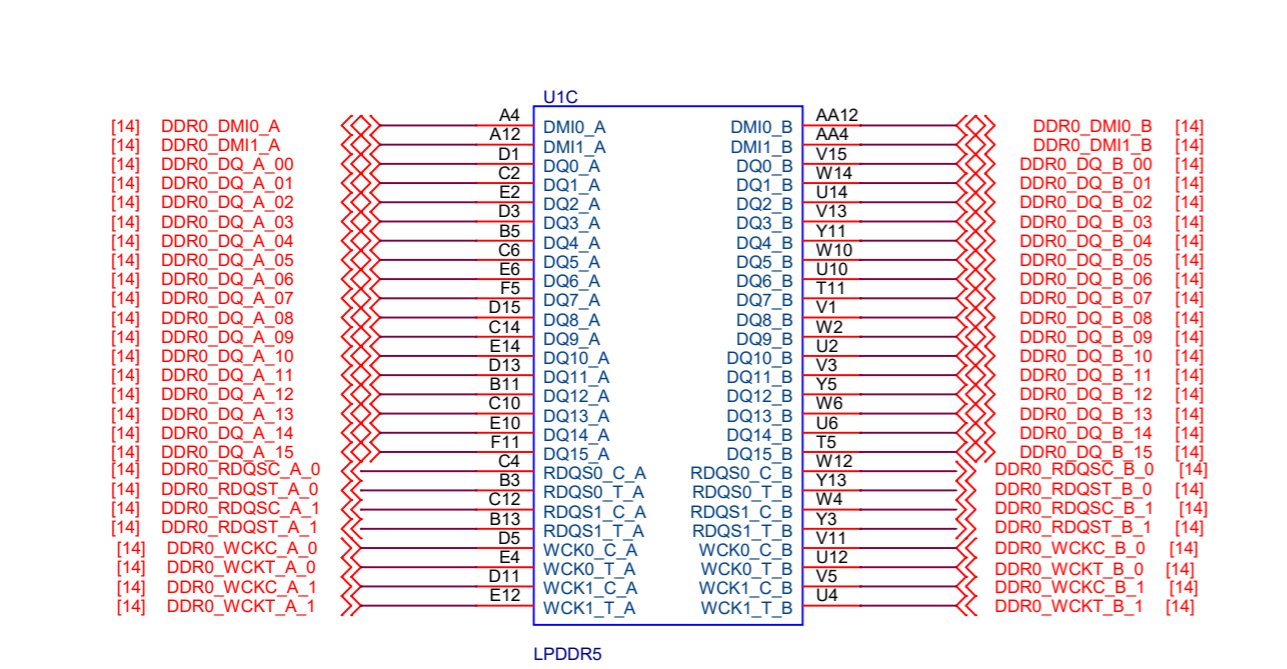 U1C
[14] DDR0_DMI0_A A4 DMI0_A DMI0_B AA12 DDR0_DMI0_B [14]
[14] DDR0_DMI1_A A12 DMI1_A DMI1_B AA4 DDR0_DMI1_B [14]
[14] DDR0_DQ_A_00 D1 DQ0_A DQ0_B V15 DDR0_DQ_B_00 [14]
[14] DDR0_DQ_A_01 C2 DQ1_A DQ1_B W14 DDR0_DQ_B_01 [14]
[14] DDR0_DQ_A_02 E2 DQ2_A DQ2_B U14 DDR0_DQ_B_02 [14]
[14] DDR0_DQ_A_03 D3 DQ3_A DQ3_B V13 DDR0_DQ_B_03 [14]
[14] DDR0_DQ_A_04 B5 DQ4_A DQ4_B Y11 DDR0_DQ_B_04 [14]
[14] DDR0_DQ_A_05 C6 DQ5_A DQ5_B W10 DDR0_DQ_B_05 [14]
[14] DDR0_DQ_A_06 E6 DQ6_A DQ6_B U10 DDR0_DQ_B_06 [14]
[14] DDR0_DQ_A_07 F5 DQ7_A DQ7_B T11 DDR0_DQ_B_07 [14]
[14] DDR0_DQ_A_08 D15 DQ8_A DQ8_B V1 DDR0_DQ_B_08 [14]
[14] DDR0_DQ_A_09 C14 DQ9_A DQ9_B W2 DDR0_DQ_B_09 [14]
[14] DDR0_DQ_A_10 E14 DQ10_A DQ10_B U2 DDR0_DQ_B_10 [14]
[14] DDR0_DQ_A_11 D13 DQ11_A DQ11_B V3 DDR0_DQ_B_11 [14]
[14] DDR0_DQ_A_12 B11 DQ12_A DQ12_B Y5 DDR0_DQ_B_12 [14]
[14] DDR0_DQ_A_13 C10 DQ13_A DQ13_B W6 DDR0_DQ_B_13 [14]
[14] DDR0_DQ_A_14 E10 DQ14_A DQ14_B U6 DDR0_DQ_B_14 [14]
[14] DDR0_DQ_A_15 F11 DQ15_A DQ15_B T5 DDR0_DQ_B_15 [14]
[14] DDR0_RDQSC_A_0 C4 RDQS0_C_A RDQS0_C_B W12 DDR0_RDQSC_B_0 [14]
[14] DDR0_RDQST_A_0 B3 RDQS0_T_A RDQS0_T_B Y13 DDR0_RDQST_B_0 [14]
[14] DDR0_RDQSC_A_1 C12 RDQS1_C_A RDQS1_C_B W4 DDR0_RDQSC_B_1 [14]
[14] DDR0_RDQST_A_1 B13 RDQS1_T_A RDQS1_T_B Y3 DDR0_RDQST_B_1 [14]
[14] DDR0_WCKC_A_0 D5 WCK0_C_A WCK0_C_B V11 DDR0_WCKC_B_0 [14]
[14] DDR0_WCKT_A_0 E4 WCK0_T_A WCK0_T_B U12 DDR0_WCKT_B_0 [14]
[14] DDR0_WCKC_A_1 D11 WCK1_C_A WCK1_C_B V5 DDR0_WCKC_B_1 [14]
[14] DDR0_WCKT_A_1 E12 WCK1_T_A WCK1_T_B U4 DDR0_WCKT_B_1 [14]
LPDDR5